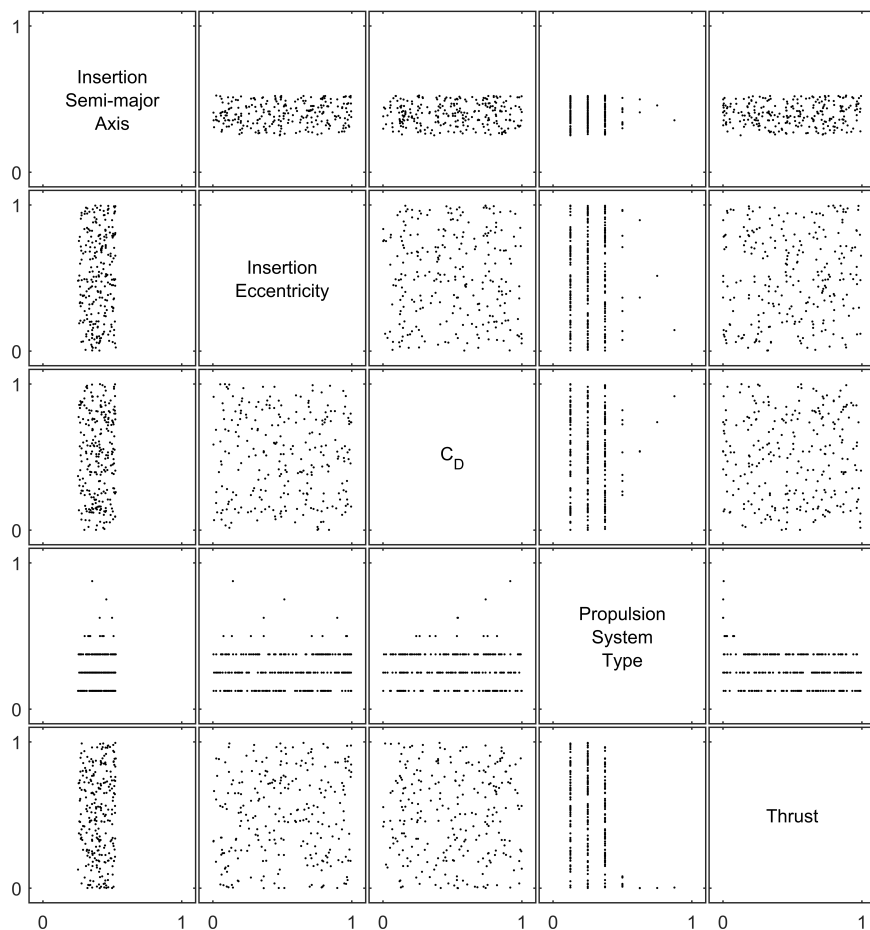 1
Insertion
Semi-major
Axis
0
1
Insertion
Eccentricity
0
1
C_D
0
1
Propulsion
System
Type
0
1
Thrust
0
0 1 0 1 0 1 0 1 0 1